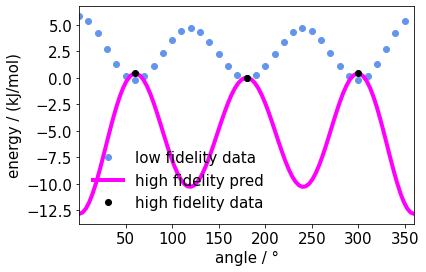 5.0
2.5
0.0
−2.5
−5.0
−7.5
−10.0
−12.5
energy / (kJ/mol)
low fidelity data
high fidelity pred
high fidelity data
50 100 150 200 250 300 350
angle / °